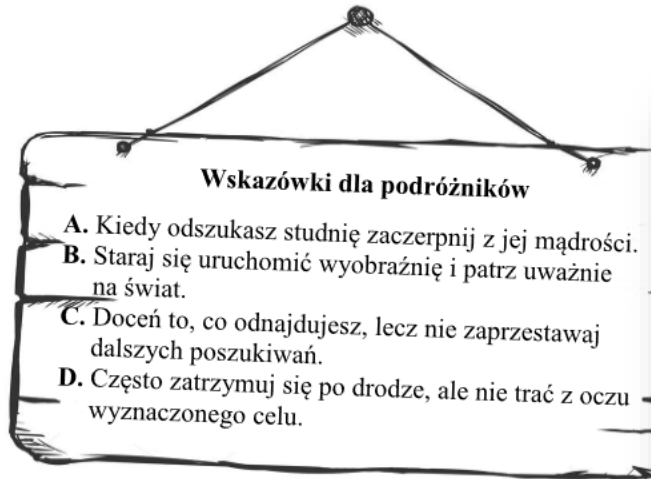 Wskazówki dla podróżników
A. Kiedy odszukasz studnię zaczerpnij z jej mądrości.
B. Staraj się uruchomić wyobraźnię i patrz uważnie
na świat.
C. Doceń to, co odnajdujesz, lecz nie zaprzestawaj
dalszych poszukiwań.
D. Często zatrzymuj się po drodze, ale nie trać z oczu
wyznaczonego celu.